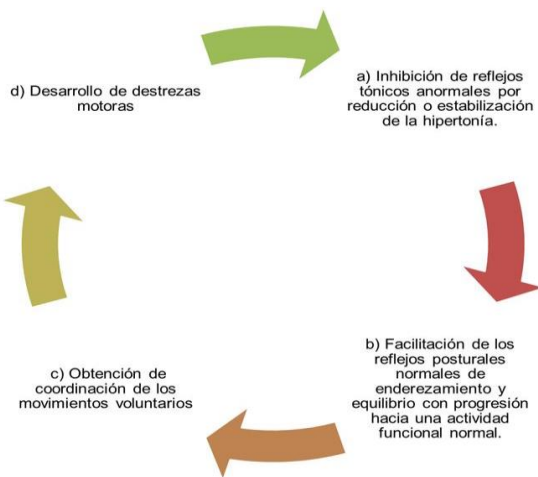 a) Inhibición de reflejos
tónicos anormales por
reducción o estabilización
de la hipertonía.
b) Facilitación de los
reflejos posturales
normales de
enderezamiento y
equilibrio con progresión
hacia una actividad
funcional normal.
c) Obtención de
coordinación de los
movimientos voluntarios
d) Desarrollo de destrezas
motoras